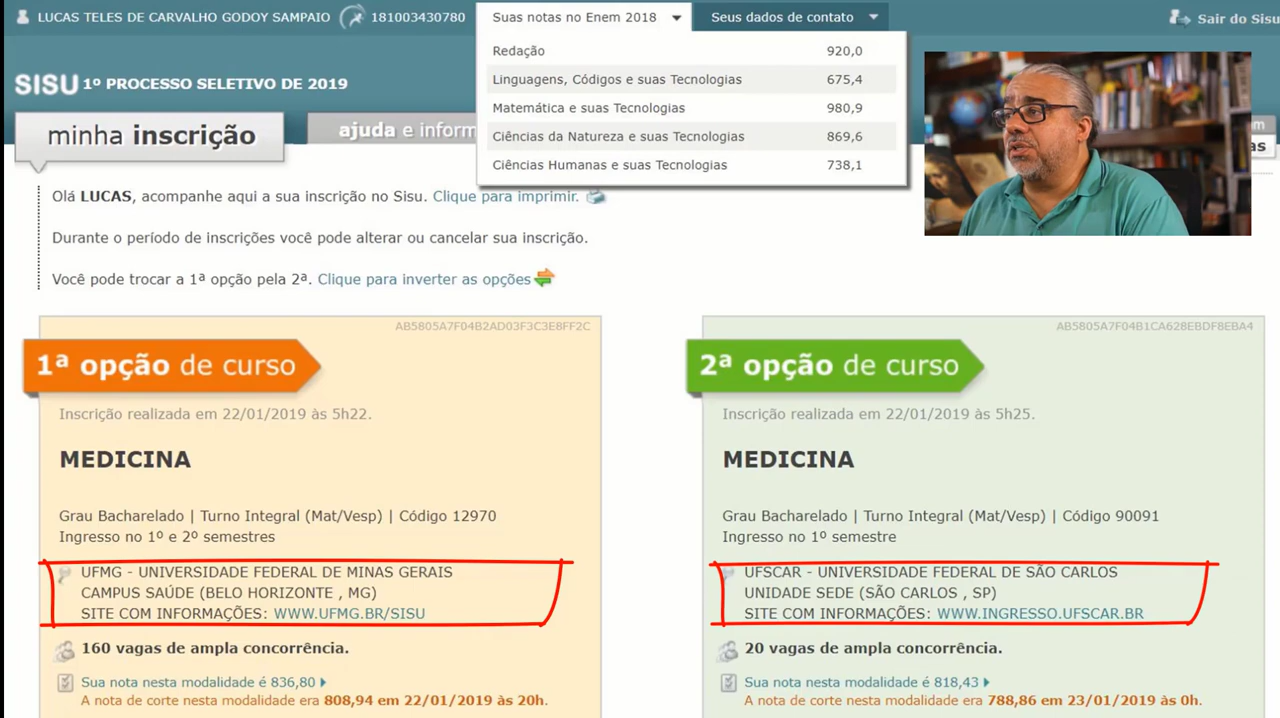 LUCAS TELES DE CARVALHO GODOY SAMPAIO 181003430780 Suas notas no Enem 2018 Seus dados de contato Sair do Sisu
Redação 920,0
Linguagens, Códigos e suas Tecnologias 675,4
Matemática e suas Tecnologias 980,9
Ciências da Natureza e suas Tecnologias 869,6
Ciências Humanas e suas Tecnologias 738,1
SISU 1º PROCESSO SELETIVO DE 2019
minha inscrição ajuda e inform
Olá LUCAS, acompanhe aqui a sua inscrição no Sisu. Clique para imprimir.
Durante o período de inscrições você pode alterar ou cancelar sua inscrição.
Você pode trocar a 1ª opção pela 2ª. Clique para inverter as opções
AB5805A7F04B2AD03F3C3E8FF2C
1ª opção de curso
Inscrição realizada em 22/01/2019 às 5h22.
MEDICINA
Grau Bacharelado | Turno Integral (Mat/Vesp) | Código 12970
Ingresso no 1º e 2º semestres
UFMG - UNIVERSIDADE FEDERAL DE MINAS GERAIS
CAMPUS SAÚDE (BELO HORIZONTE , MG)
SITE COM INFORMAÇÕES: WWW.UFMG.BR/SISU
160 vagas de ampla concorrência.
Sua nota nesta modalidade é 836,80
A nota de corte nesta modalidade era 808,94 em 22/01/2019 às 20h.
AB5805A7F04B1CA628EBDF8EBA4
2ª opção de curso
Inscrição realizada em 22/01/2019 às 5h25.
MEDICINA
Grau Bacharelado | Turno Integral (Mat/Vesp) | Código 90091
Ingresso no 1º semestre
UFSCAR - UNIVERSIDADE FEDERAL DE SÃO CARLOS
UNIDADE SEDE (SÃO CARLOS , SP)
SITE COM INFORMAÇÕES: WWW.INGRESSO.UFSCAR.BR
20 vagas de ampla concorrência.
Sua nota nesta modalidade é 818,43
A nota de corte nesta modalidade era 788,86 em 23/01/2019 às 0h.